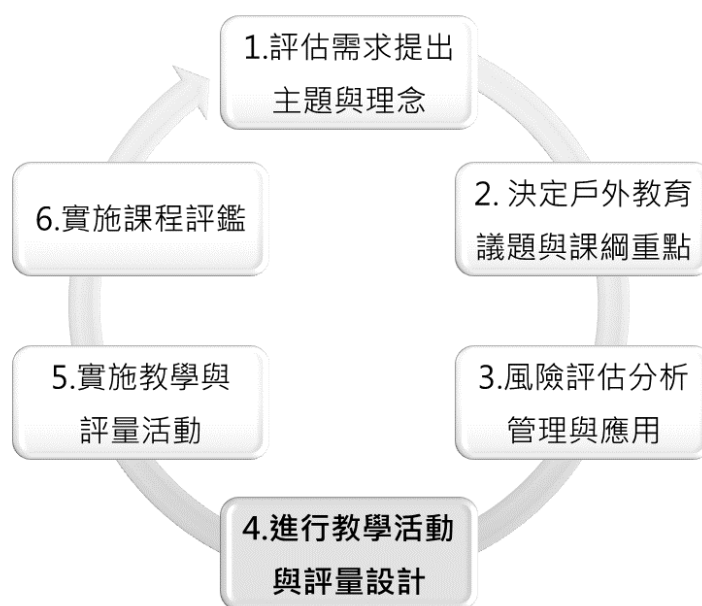 1.評估需求提出
主題與理念
2. 決定戶外教育
議題與課綱重點
3.風險評估分析
管理與應用
4.進行教學活動
與評量設計
5.實施教學與
評量活動
6.實施課程評鑑